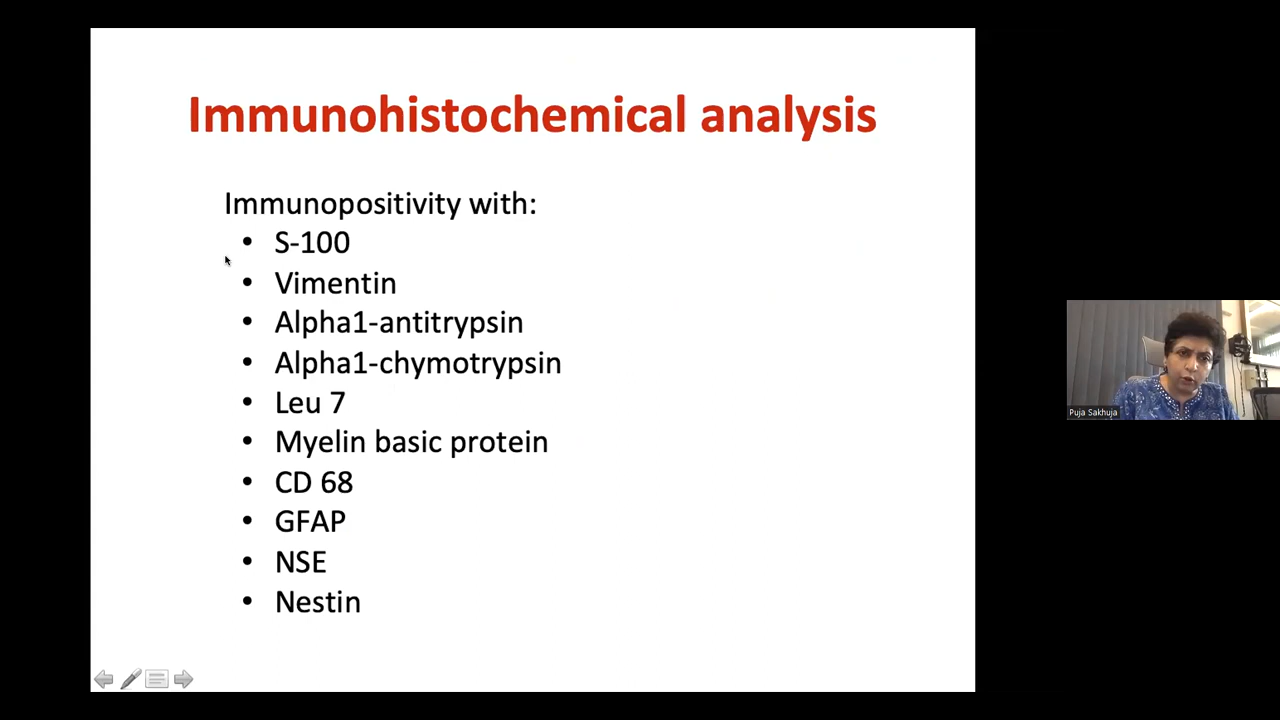 Immunohistochemical analysis
Immunopositivity with:
• S-100
• Vimentin
• Alpha1-antitrypsin
• Alpha1-chymotrypsin
• Leu 7
• Myelin basic protein
• CD 68
• GFAP
• NSE
• Nestin
Puja Sakhuja